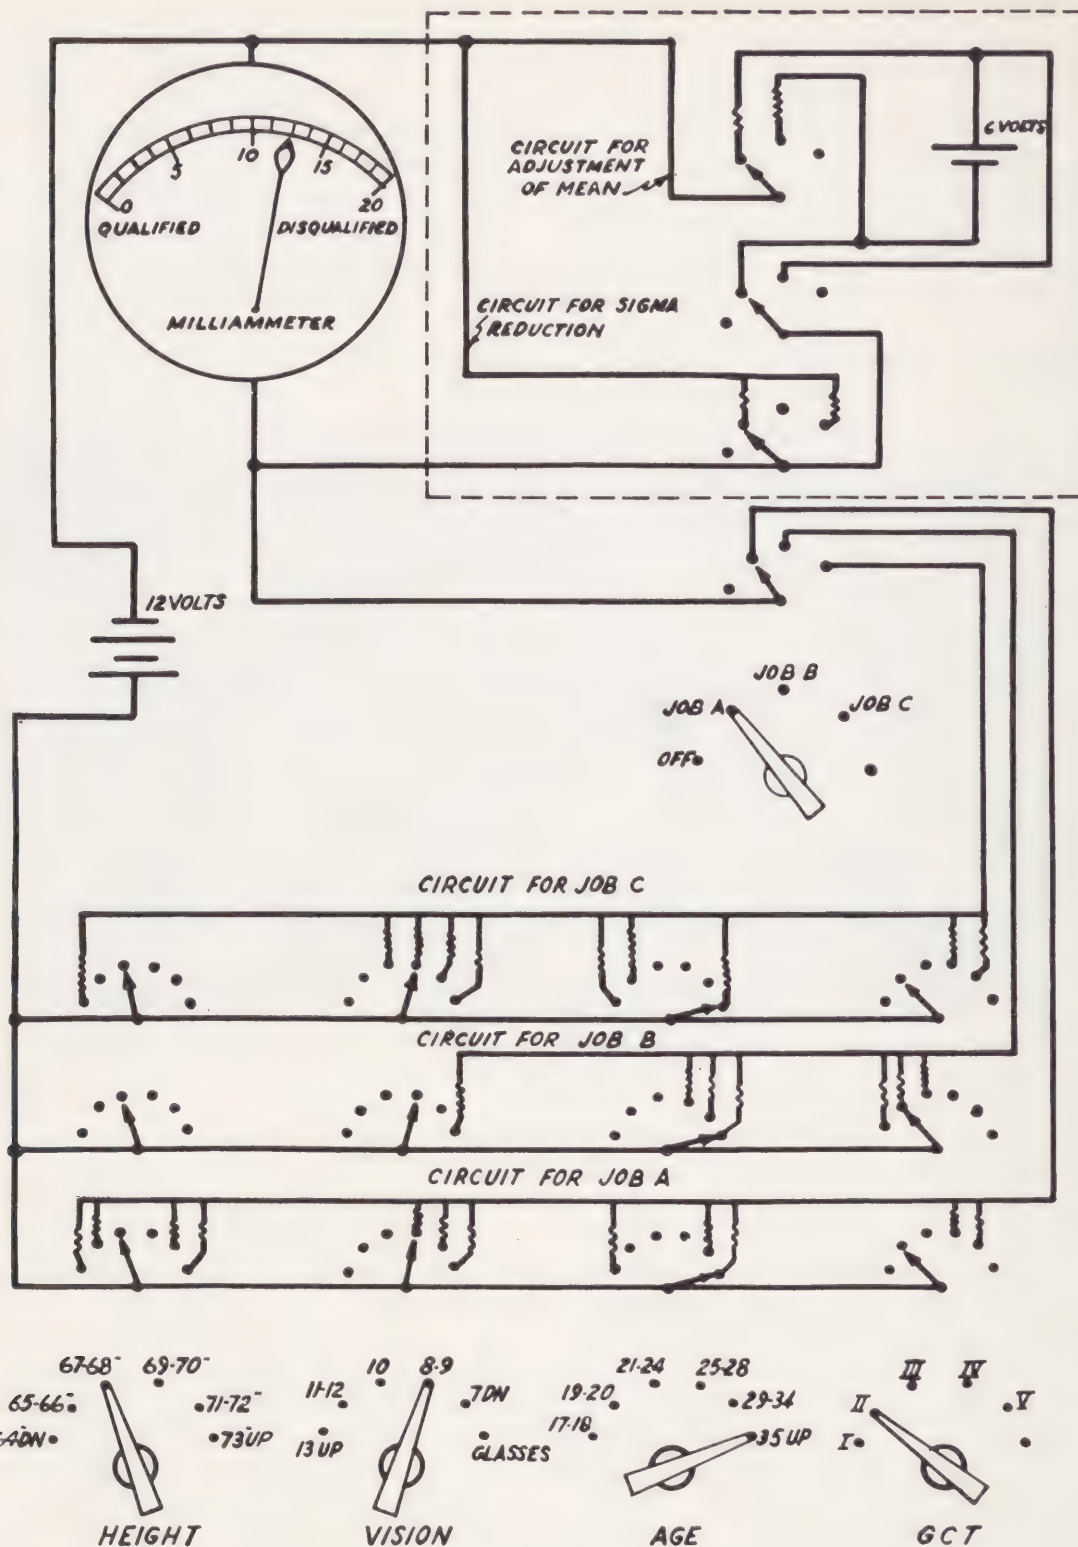 CIRCUIT FOR
ADJUSTMENT
OF MEAN
6 VOLTS
0
5
10
15
20
QUALIFIED
DISQUALIFIED
MILLIAMMETER
CIRCUIT FOR SIGMA
REDUCTION
12 VOLTS
JOB B
JOB A
JOB C
OFF
CIRCUIT FOR JOB C
CIRCUIT FOR JOB B
CIRCUIT FOR JOB A
67-68"
69-70"
65-66"
71-72"
73"UP
10
8-9
11-12
7DN
13 UP
GLASSES
21-24
25-28
19-20
29-34
17-18
35 UP
III
IV
II
V
I
HEIGHT
VISION
AGE
GCT